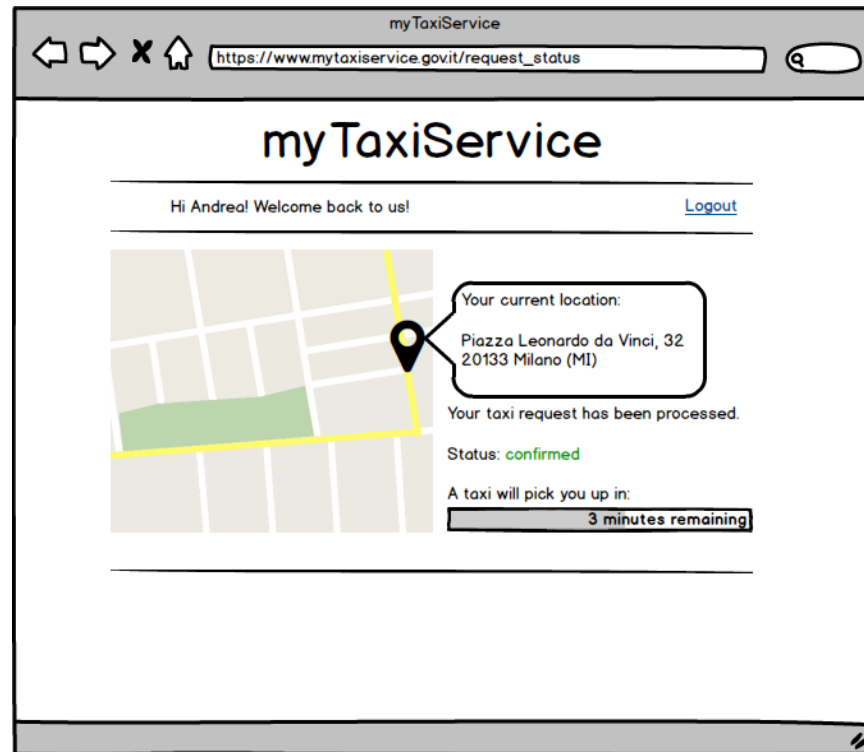 myTaxiService
https://www.mytaxiservice.gov.it/request_status
myTaxiService
Hi Andrea! Welcome back to us!
Logout
Your current location:
Piazza Leonardo da Vinci, 32
20133 Milano (MI)
Your taxi request has been processed.
Status: confirmed
A taxi will pick you up in:
3 minutes remaining